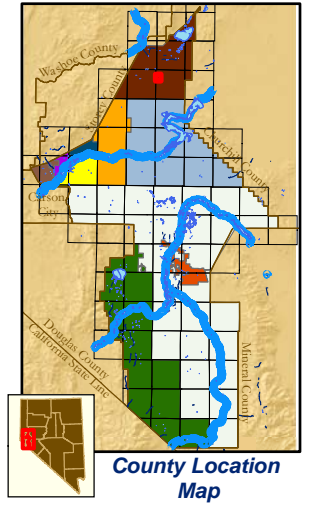 Washoe County
Storey County
Churchill County
Carson
City
Douglas County
California State Line
Mineral County
County Location
Map